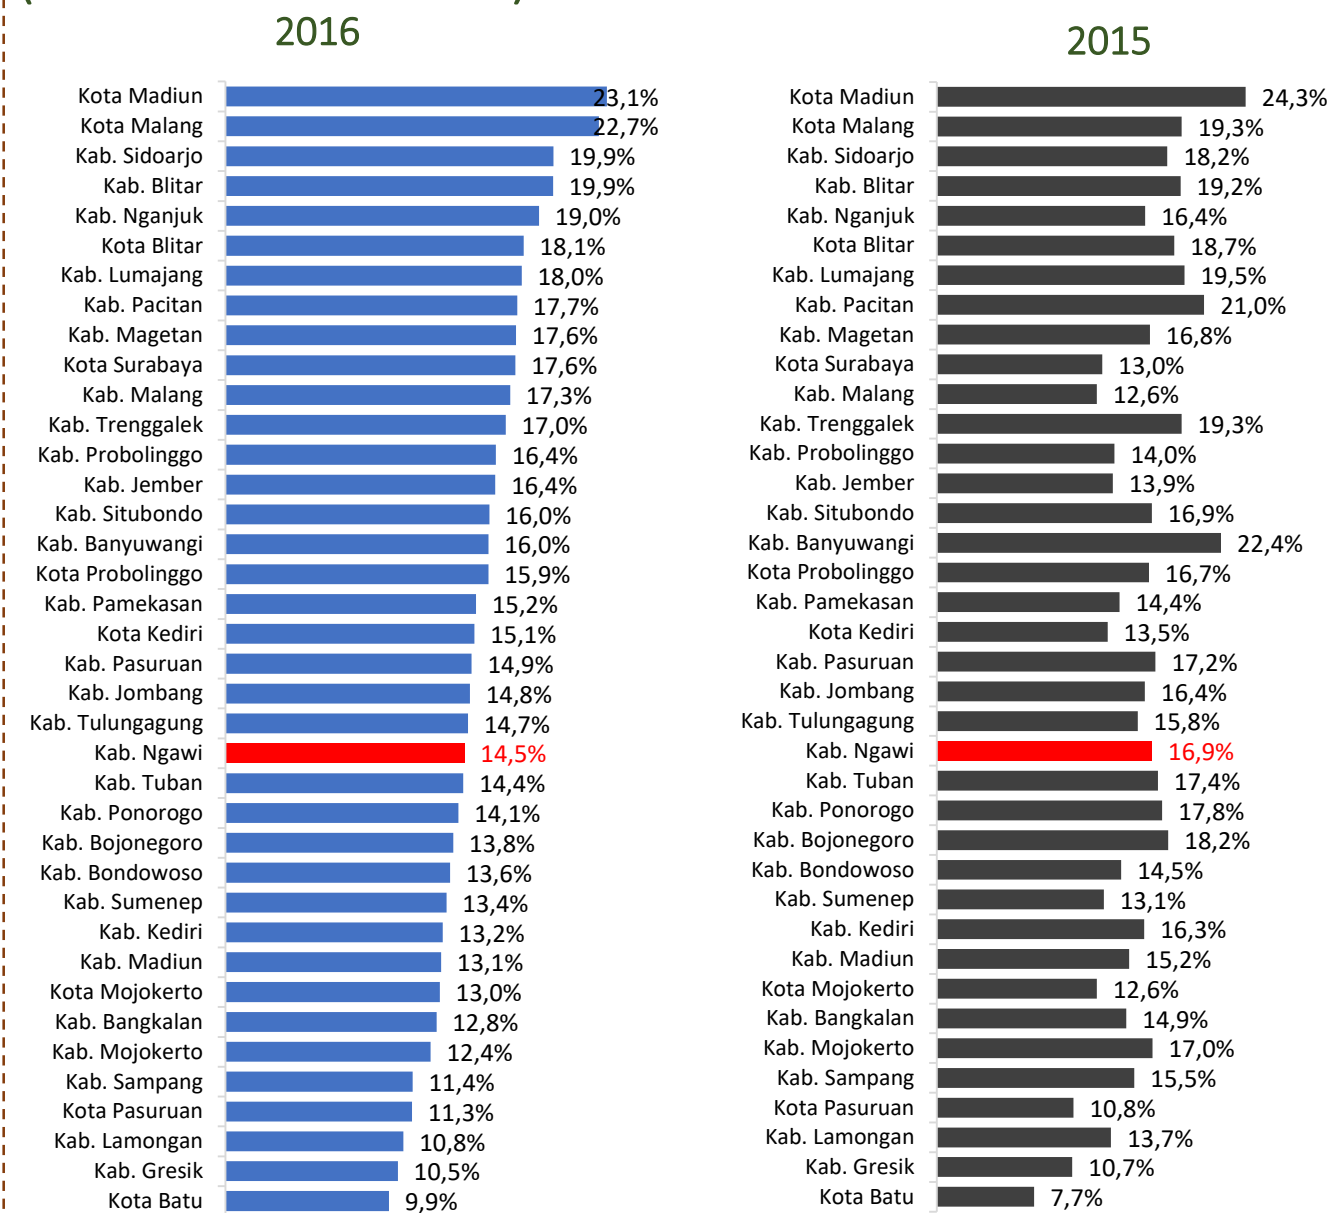 2016
Kota Madiun 23,1%
Kota Malang 22,7%
Kab. Sidoarjo 19,9%
Kab. Blitar 19,9%
Kab. Nganjuk 19,0%
Kota Blitar 18,1%
Kab. Lumajang 18,0%
Kab. Pacitan 17,7%
Kab. Magetan 17,6%
Kota Surabaya 17,6%
Kab. Malang 17,3%
Kab. Trenggalek 17,0%
Kab. Probolinggo 16,4%
Kab. Jember 16,4%
Kab. Situbondo 16,0%
Kab. Banyuwangi 16,0%
Kota Probolinggo 15,9%
Kab. Pamekasan 15,2%
Kota Kediri 15,1%
Kab. Pasuruan 14,9%
Kab. Jombang 14,8%
Kab. Tulungagung 14,7%
Kab. Ngawi 14,5%
Kab. Tuban 14,4%
Kab. Ponorogo 14,1%
Kab. Bojonegoro 13,8%
Kab. Bondowoso 13,6%
Kab. Sumenep 13,4%
Kab. Kediri 13,2%
Kab. Madiun 13,1%
Kota Mojokerto 13,0%
Kab. Bangkalan 12,8%
Kab. Mojokerto 12,4%
Kab. Sampang 11,4%
Kota Pasuruan 11,3%
Kab. Lamongan 10,8%
Kab. Gresik 10,5%
Kota Batu 9,9%
2015
Kota Madiun 24,3%
Kota Malang 19,3%
Kab. Sidoarjo 18,2%
Kab. Blitar 19,2%
Kab. Nganjuk 16,4%
Kota Blitar 18,7%
Kab. Lumajang 19,5%
Kab. Pacitan 21,0%
Kab. Magetan 16,8%
Kota Surabaya 13,0%
Kab. Malang 12,6%
Kab. Trenggalek 19,3%
Kab. Probolinggo 14,0%
Kab. Jember 13,9%
Kab. Situbondo 16,9%
Kab. Banyuwangi 22,4%
Kota Probolinggo 16,7%
Kab. Pamekasan 14,4%
Kota Kediri 13,5%
Kab. Pasuruan 17,2%
Kab. Jombang 16,4%
Kab. Tulungagung 15,8%
Kab. Ngawi 16,9%
Kab. Tuban 17,4%
Kab. Ponorogo 17,8%
Kab. Bojonegoro 18,2%
Kab. Bondowoso 14,5%
Kab. Sumenep 13,1%
Kab. Kediri 16,3%
Kab. Madiun 15,2%
Kota Mojokerto 12,6%
Kab. Bangkalan 14,9%
Kab. Mojokerto 17,0%
Kab. Sampang 15,5%
Kota Pasuruan 10,8%
Kab. Lamongan 13,7%
Kab. Gresik 10,7%
Kota Batu 7,7%